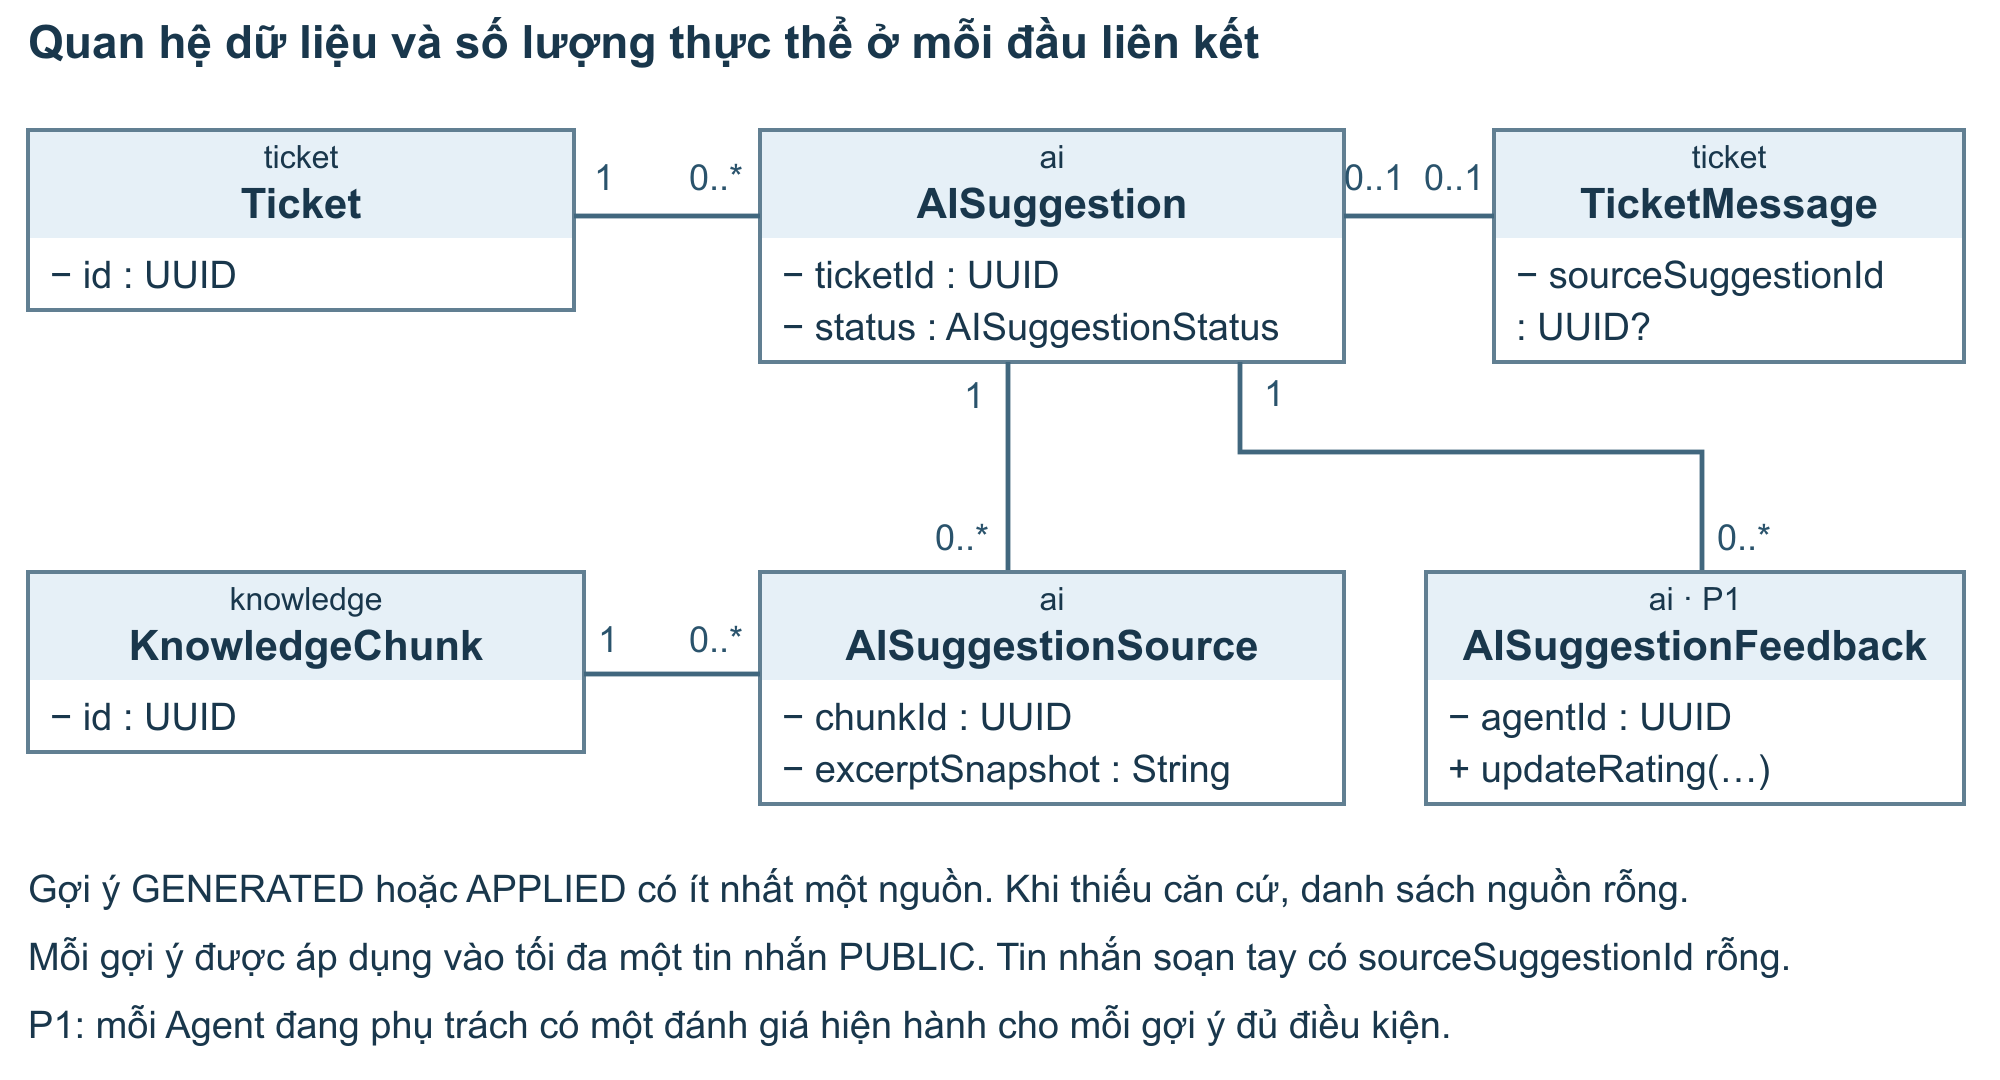 Quan hệ dữ liệu và số lượng thực thể ở mỗi đầu liên kết
ticket
Ticket
− id : UUID
1
0..*
ai
AISuggestion
− ticketId : UUID
− status : AISuggestionStatus
0..1
0..1
ticket
TicketMessage
− sourceSuggestionId
: UUID?
1
0..*
1
0..*
knowledge
KnowledgeChunk
− id : UUID
1
0..*
ai
AISuggestionSource
− chunkId : UUID
− excerptSnapshot : String
ai · P1
AISuggestionFeedback
− agentId : UUID
+ updateRating(…)
Gợi ý GENERATED hoặc APPLIED có ít nhất một nguồn. Khi thiếu căn cứ, danh sách nguồn rỗng.
Mỗi gợi ý được áp dụng vào tối đa một tin nhắn PUBLIC. Tin nhắn soạn tay có sourceSuggestionId rỗng.
P1: mỗi Agent đang phụ trách có một đánh giá hiện hành cho mỗi gợi ý đủ điều kiện.